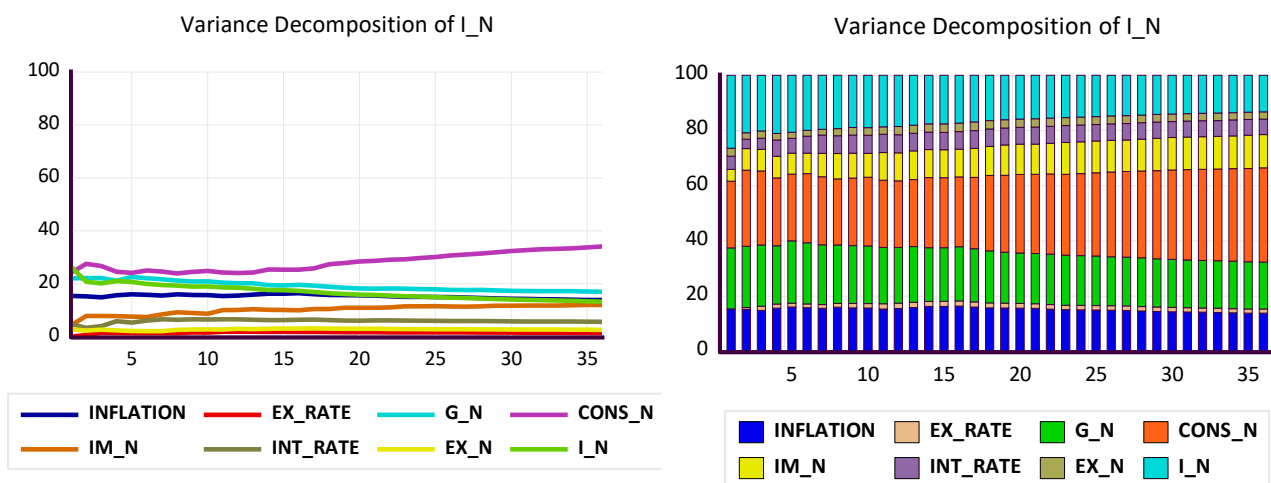 Variance Decomposition of I_N
100
80
60
40
20
0
5 10 15 20 25 30 35
INFLATION EX_RATE G_N CONS_N
IM_N INT_RATE EX_N I_N
Variance Decomposition of I_N
100
80
60
40
20
0
5 10 15 20 25 30 35
INFLATION EX_RATE G_N CONS_N
IM_N INT_RATE EX_N I_N